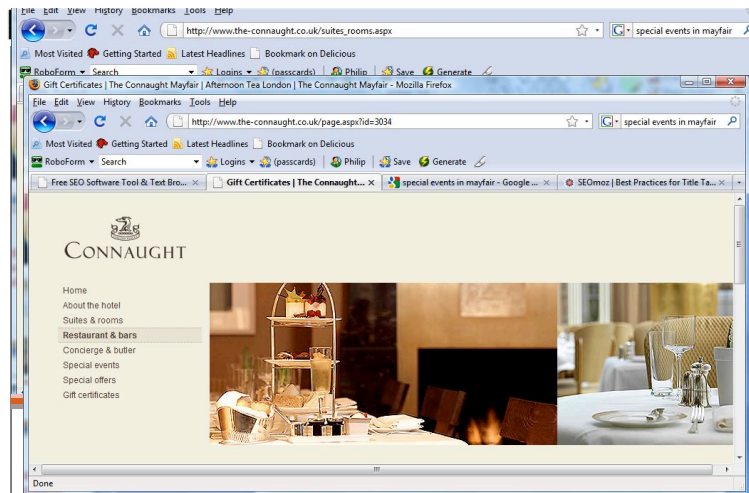 File Edit View History Bookmarks Tools Help
http://www.the-connaught.co.uk/suites_rooms.aspx
special events in mayfair
Most Visited Getting Started Latest Headlines Bookmark on Delicious
RoboForm Search Logins (passcards) Philip Save Generate
Gift Certificates | The Connaught Mayfair | Afternoon Tea London | The Connaught Mayfair - Mozilla Firefox
File Edit View History Bookmarks Tools Help
http://www.the-connaught.co.uk/page.aspx?id=3034
G special events in mayfair
Most Visited Getting Started Latest Headlines Bookmark on Delicious
RoboForm Search Logins (passcards) Philip Save Generate
Free SEO Software Tool & Text Bro... Gift Certificates | The Connaught... special events in mayfair - Google ... SEOmoz | Best Practices for Title Ta...
CONNAUGHT
Home
About the hotel
Suites & rooms
Restaurant & bars
Concierge & butler
Special events
Special offers
Gift certificates
Done